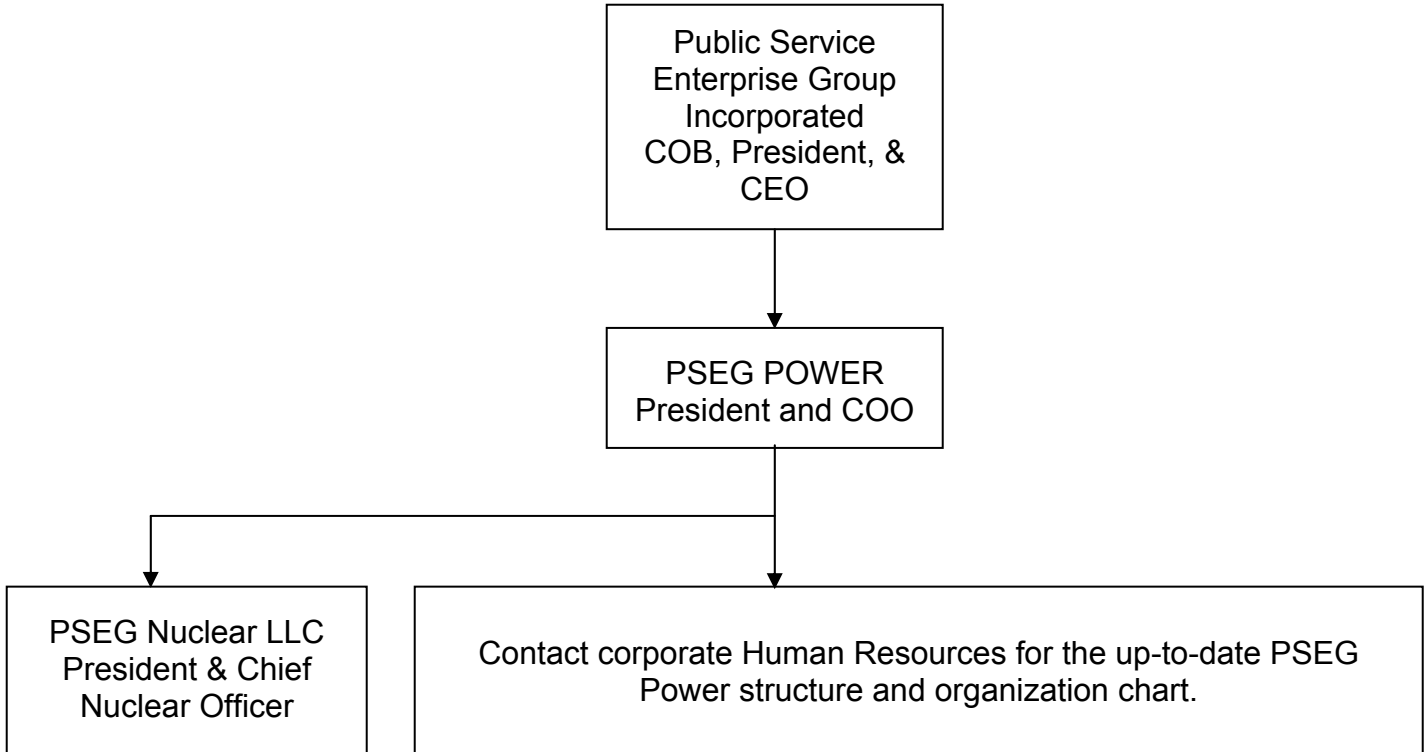 Public Service
Enterprise Group
Incorporated
COB, President, &
CEO
PSEG POWER
President and COO
PSEG Nuclear LLC
President & Chief
Nuclear Officer
Contact corporate Human Resources for the up-to-date PSEG
Power structure and organization chart.